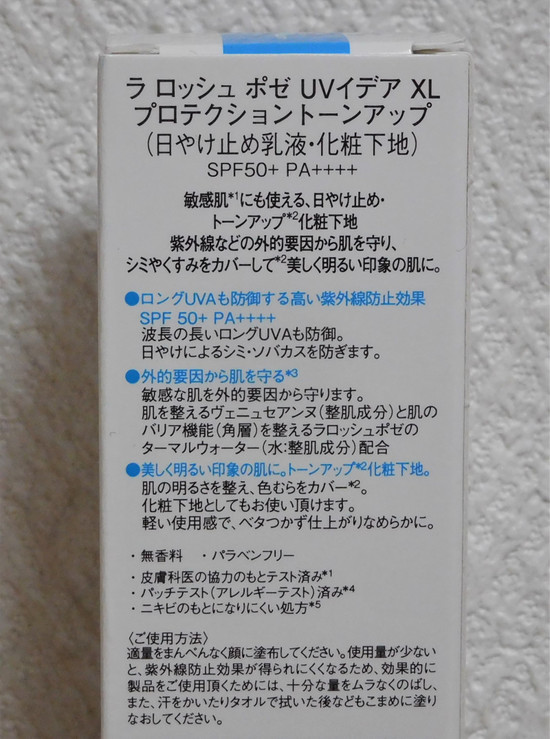 ラ ロッシュ ポゼ UVイデア XL
プロテクショントーンアップ
(日やけ止め乳液・化粧下地)
SPF50+ PA++++
敏感肌*1にも使える、日やけ止め・
トーンアップ*2化粧下地
紫外線などの外的要因から肌を守り、
シミやくすみをカバーして*2美しく明るい印象の肌に。
●ロングUVAも防御する高い紫外線防止効果
SPF 50+ PA++++
波長の長いロングUVAも防御。
日やけによるシミ・ソバカスを防ぎます。
●外的要因から肌を守る*3
敏感な肌を外的要因から守ります。
肌を整えるヴェニュセアンヌ(整肌成分)と肌の
バリア機能(角層)を整えるラロッシュポゼの
ターマルウォーター(水:整肌成分)配合
●美しく明るい印象の肌に。トーンアップ*2化粧下地。
肌の明るさを整え、色むらをカバー*2。
化粧下地としてもお使い頂けます。
軽い使用感で、ベタつかず仕上がりなめらかに。
・無香料 ・パラベンフリー
・皮膚科医の協力のもとテスト済み*1
・パッチテスト(アレルギーテスト)済み*4
・ニキビのもとになりにくい処方*5
〈ご使用方法〉
適量をまんべんなく顔に塗布してください。使用量が少ない
と、紫外線防止効果が得られにくくなるため、効果的に
製品をご使用頂くためには、十分な量をムラなくのばし、
また、汗をかいたりタオルで拭いた後などもこまめに塗り
なおしてください。